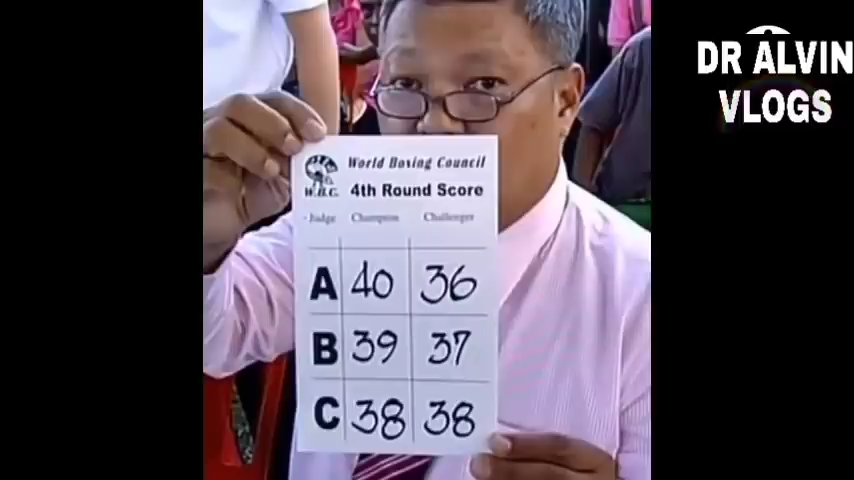 DR ALVIN
VLOGS
World Boxing Council
W.B.C. 4th Round Score
Judge Champion Challenger
A 40 36
B 39 37
C 38 38